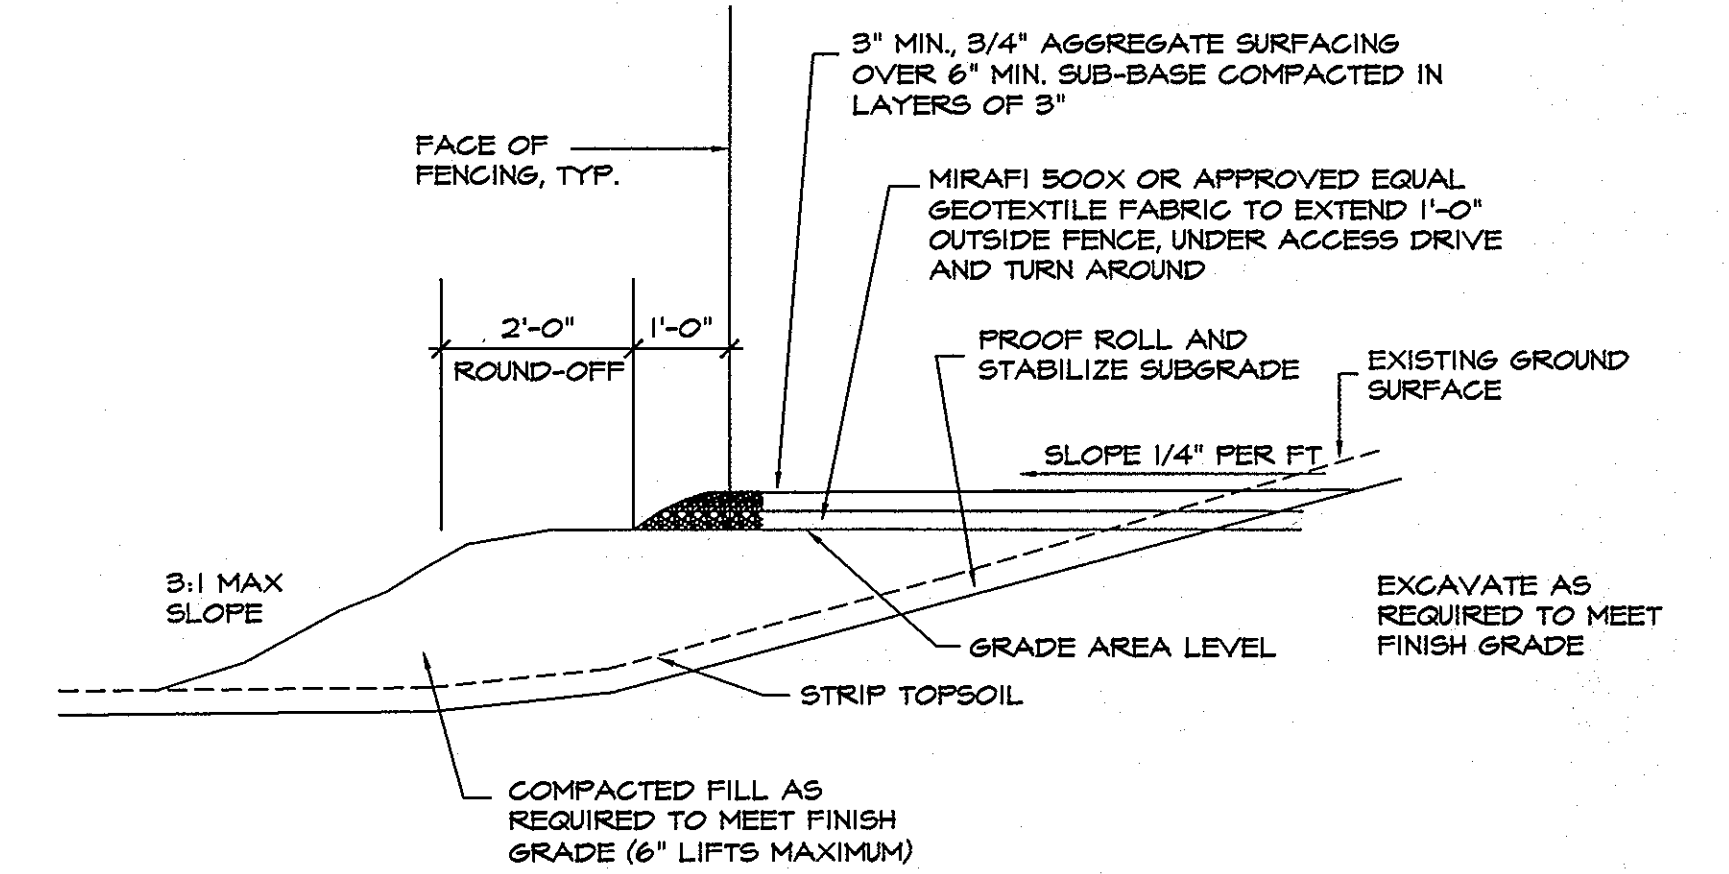 3" MIN., 3/4" AGGREGATE SURFACING
OVER 6" MIN. SUB-BASE COMPACTED IN
LAYERS OF 3"
FACE OF
FENCING, TYP.
MIRAFI 500X OR APPROVED EQUAL
GEOTEXTILE FABRIC TO EXTEND 1'-0"
OUTSIDE FENCE, UNDER ACCESS DRIVE
AND TURN AROUND
2'-0"
1'-0"
ROUND-OFF
PROOF ROLL AND
STABILIZE SUBGRADE
EXISTING GROUND
SURFACE
SLOPE 1/4" PER FT
3:1 MAX
SLOPE
EXCAVATE AS
REQUIRED TO MEET
FINISH GRADE
GRADE AREA LEVEL
STRIP TOPSOIL
COMPACTED FILL AS
REQUIRED TO MEET FINISH
GRADE (6" LIFTS MAXIMUM)